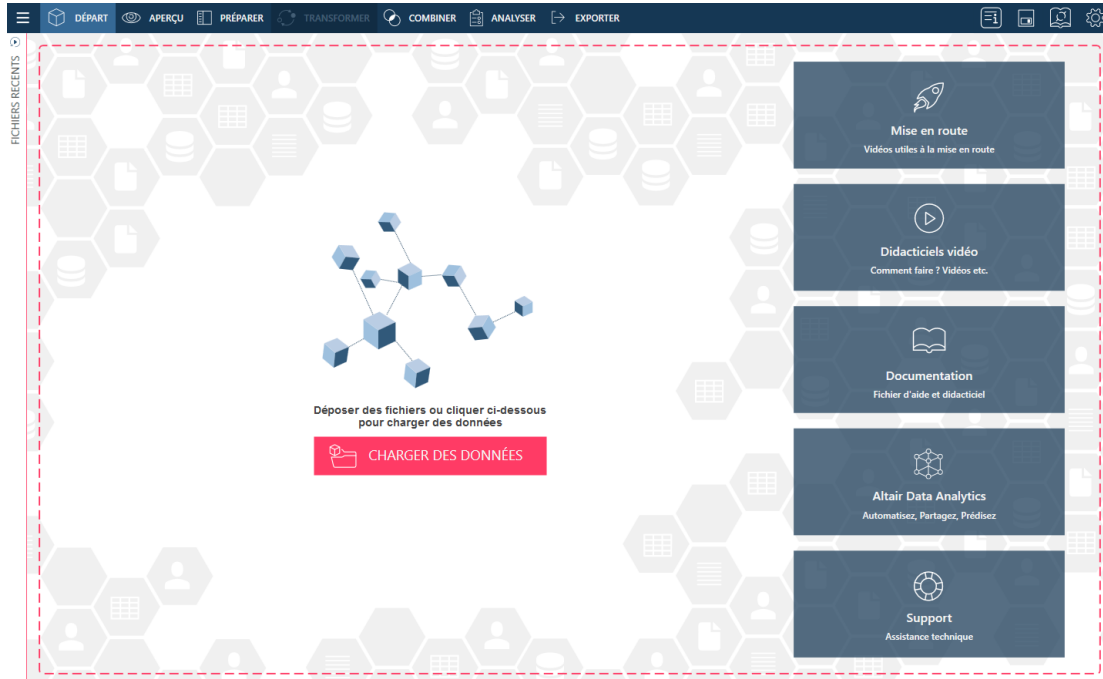 DÉPART
APERÇU
PRÉPARER
TRANSFORMER
COMBINER
ANALYSER
EXPORTER
FICHIERS RECENTS
Déposer des fichiers ou cliquer ci-dessous
pour charger des données
CHARGER DES DONNÉES
Mise en route
Vidéos utiles à la mise en route
Didacticiels vidéo
Comment faire ? Vidéos etc.
Documentation
Fichier d'aide et didacticiel
Altair Data Analytics
Automatisez, Partagez, Prédisez
Support
Assistance technique